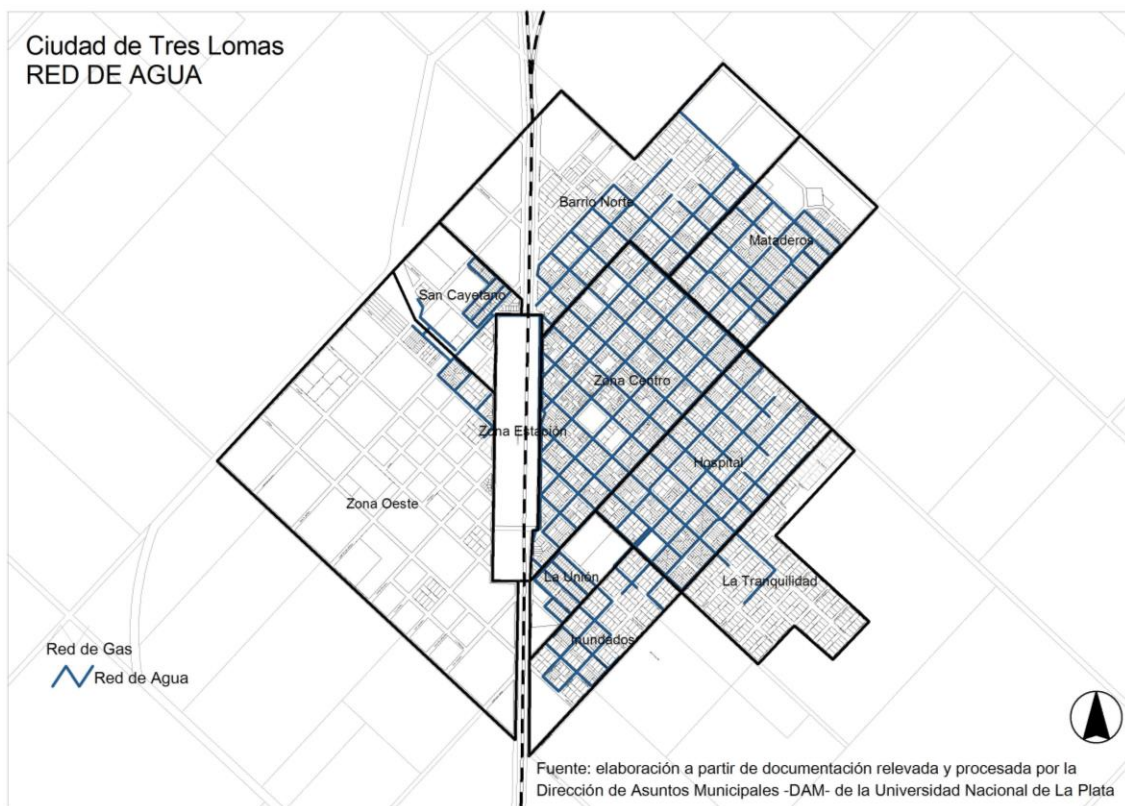 Ciudad de Tres Lomas
RED DE AGUA
Barrio Norte
Mataderos
San Cayetano
Zona Centro
Zona Estación
Hospital
Zona Oeste
La Unión
La Tranquilidad
Inundados
Red de Gas
Red de Agua
Fuente: elaboración a partir de documentación relevada y procesada por la
Dirección de Asuntos Municipales -DAM- de la Universidad Nacional de La Plata